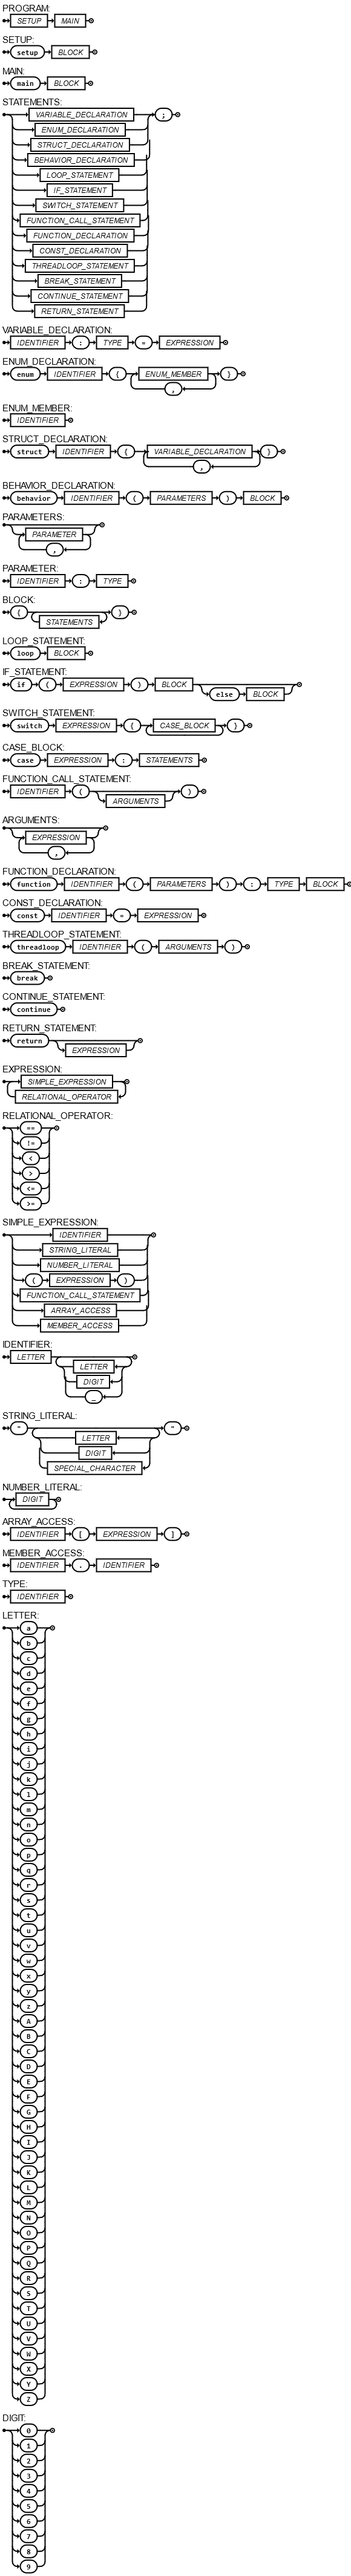 PROGRAM:
SETUP MAIN
SETUP:
setup BLOCK
MAIN:
main BLOCK
STATEMENTS:
VARIABLE_DECLARATION ;
ENUM_DECLARATION
STRUCT_DECLARATION
BEHAVIOR_DECLARATION
LOOP_STATEMENT
IF_STATEMENT
SWITCH_STATEMENT
FUNCTION_CALL_STATEMENT
FUNCTION_DECLARATION
CONST_DECLARATION
THREADLOOP_STATEMENT
BREAK_STATEMENT
CONTINUE_STATEMENT
RETURN_STATEMENT
VARIABLE_DECLARATION:
IDENTIFIER : TYPE = EXPRESSION
ENUM_DECLARATION:
enum IDENTIFIER { ENUM_MEMBER }
,
ENUM_MEMBER:
IDENTIFIER
STRUCT_DECLARATION:
struct IDENTIFIER { VARIABLE_DECLARATION }
,
BEHAVIOR_DECLARATION:
behavior IDENTIFIER ( PARAMETERS ) BLOCK
PARAMETERS:
PARAMETER
,
PARAMETER:
IDENTIFIER : TYPE
BLOCK:
{ }
STATEMENTS
LOOP_STATEMENT:
loop BLOCK
IF_STATEMENT:
if ( EXPRESSION ) BLOCK
else BLOCK
SWITCH_STATEMENT:
switch EXPRESSION { CASE_BLOCK }
CASE_BLOCK:
case EXPRESSION : STATEMENTS
FUNCTION_CALL_STATEMENT:
IDENTIFIER ( )
ARGUMENTS
ARGUMENTS:
EXPRESSION
,
FUNCTION_DECLARATION:
function IDENTIFIER ( PARAMETERS ) : TYPE BLOCK
CONST_DECLARATION:
const IDENTIFIER = EXPRESSION
THREADLOOP_STATEMENT:
threadloop IDENTIFIER ( ARGUMENTS )
BREAK_STATEMENT:
break
CONTINUE_STATEMENT:
continue
RETURN_STATEMENT:
return
EXPRESSION
EXPRESSION:
SIMPLE_EXPRESSION
RELATIONAL_OPERATOR
RELATIONAL_OPERATOR:
==
!=
<
>
<=
>=
SIMPLE_EXPRESSION:
IDENTIFIER
STRING_LITERAL
NUMBER_LITERAL
( EXPRESSION )
FUNCTION_CALL_STATEMENT
ARRAY_ACCESS
MEMBER_ACCESS
IDENTIFIER:
LETTER
LETTER
DIGIT
_
STRING_LITERAL:
" "
LETTER
DIGIT
SPECIAL_CHARACTER
NUMBER_LITERAL:
DIGIT
ARRAY_ACCESS:
IDENTIFIER [ EXPRESSION ]
MEMBER_ACCESS:
IDENTIFIER . IDENTIFIER
TYPE:
IDENTIFIER
LETTER:
a
b
c
d
e
f
g
h
i
j
k
l
m
n
o
p
q
r
s
t
u
v
w
x
y
z
A
B
C
D
E
F
G
H
I
J
K
L
M
N
O
P
Q
R
S
T
U
V
W
X
Y
Z
DIGIT:
0
1
2
3
4
5
6
7
8
9